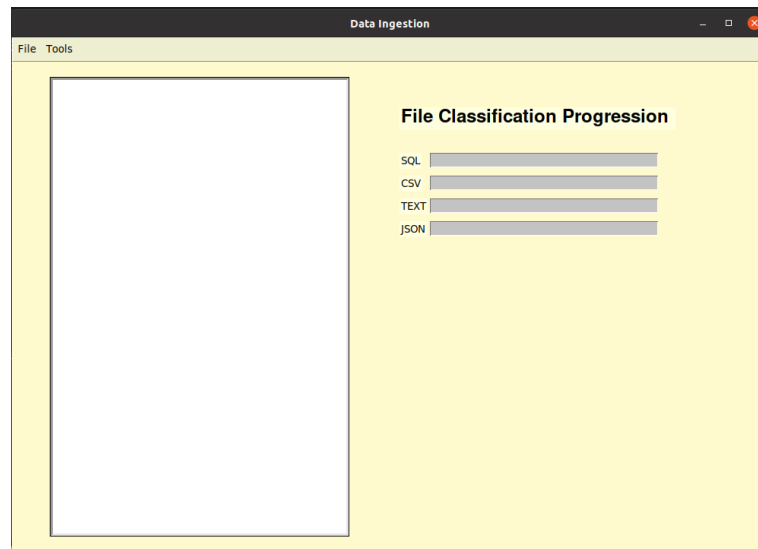 Data Ingestion
File Tools
File Classification Progression
SQL
CSV
TEXT
JSON